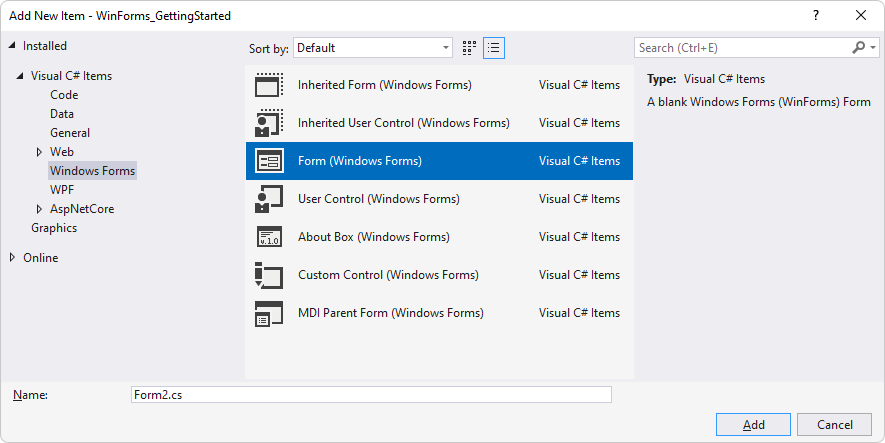 Add New Item - WinForms_GettingStarted
?
Installed
Sort by: Default
Search (Ctrl+E)
Visual C# Items
Code
Data
General
Web
Windows Forms
WPF
AspNetCore
Graphics
Online
Inherited Form (Windows Forms) Visual C# Items
Inherited User Control (Windows Forms) Visual C# Items
Form (Windows Forms) Visual C# Items
User Control (Windows Forms) Visual C# Items
v.1.0 About Box (Windows Forms) Visual C# Items
Custom Control (Windows Forms) Visual C# Items
MDI Parent Form (Windows Forms) Visual C# Items
Type: Visual C# Items
A blank Windows Forms (WinForms) Form
Name: Form2.cs
Add Cancel